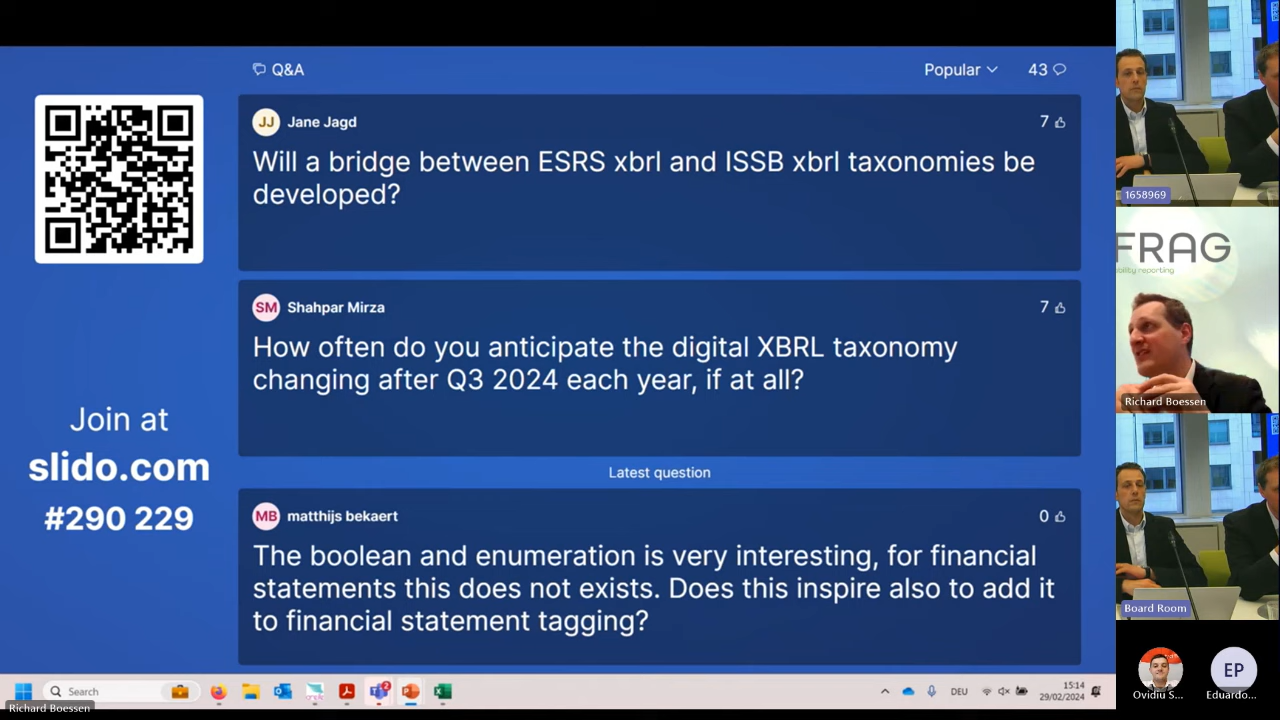 Q&A
Popular
43
JJ
Jane Jagd
7
Will a bridge between ESRS xbrl and ISSB xbrl taxonomies be
developed?
SM
Shahpar Mirza
7
How often do you anticipate the digital XBRL taxonomy
changing after Q3 2024 each year, if at all?
Latest question
MB
matthijs bekaert
0
The boolean and enumeration is very interesting, for financial
statements this does not exists. Does this inspire also to add it
to financial statement tagging?
Join at
slido.com
#290 229
Search
2
DEU
15:14
29/02/2024
Richard Boessen
1658969
FRAG
bility reporting
Richard Boessen
Board Room
Ovidiu S...
EP
Eduardo...